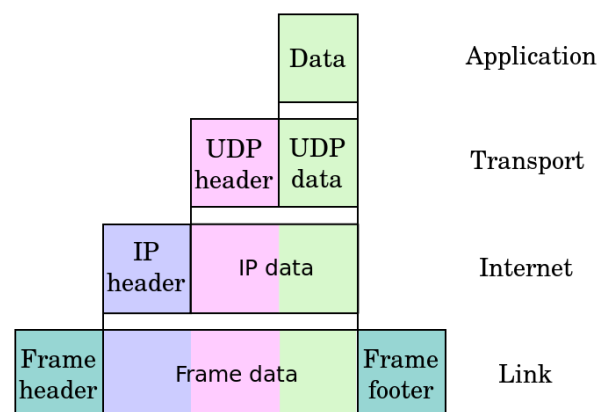 Data
Application
UDP
header
UDP
data
Transport
IP
header
IP data
Internet
Frame
header
Frame data
Frame
footer
Link